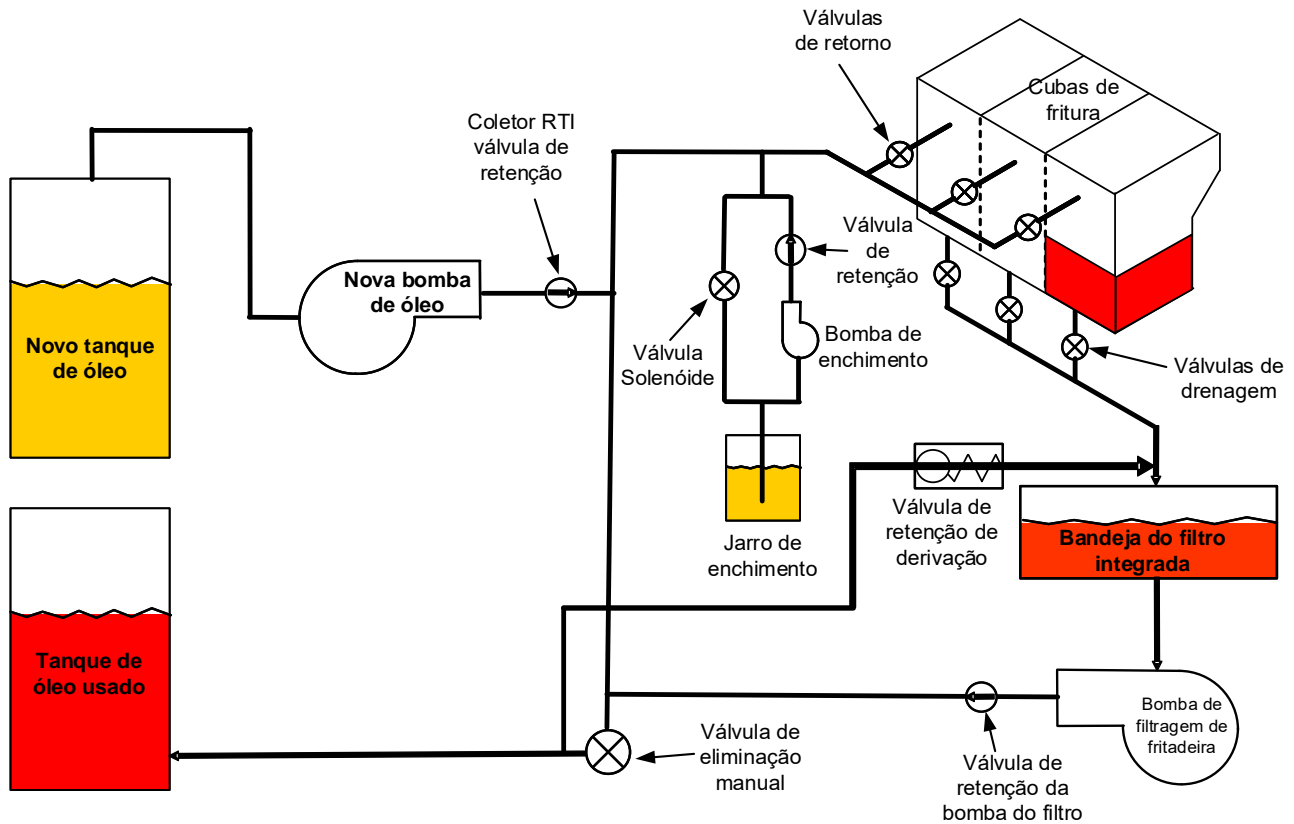 Válvulas
de retorno
Cubas de
fritura
Coletor RTI
válvula de
retenção
Válvula
de
retenção
Nova bomba
de óleo
Novo tanque
de óleo
Válvula
Solenóide
Bomba de
enchimento
Válvulas de
drenagem
Válvula de
retenção de
derivação
Jarro de
enchimento
Bandeja do filtro
integrada
Tanque de
óleo usado
Válvula de
eliminação
manual
Bomba de
filtragem de
fritadeira
Válvula de
retenção da
bomba do filtro